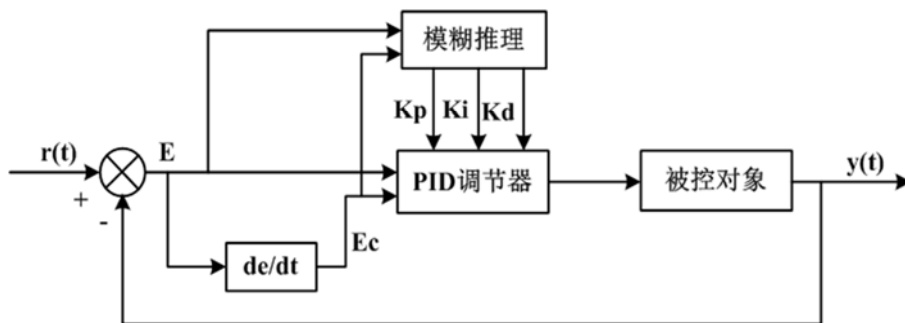 模糊推理
Kp Ki Kd
r(t) E PID调节器 被控对象 y(t)
+
-
Ec
de/dt